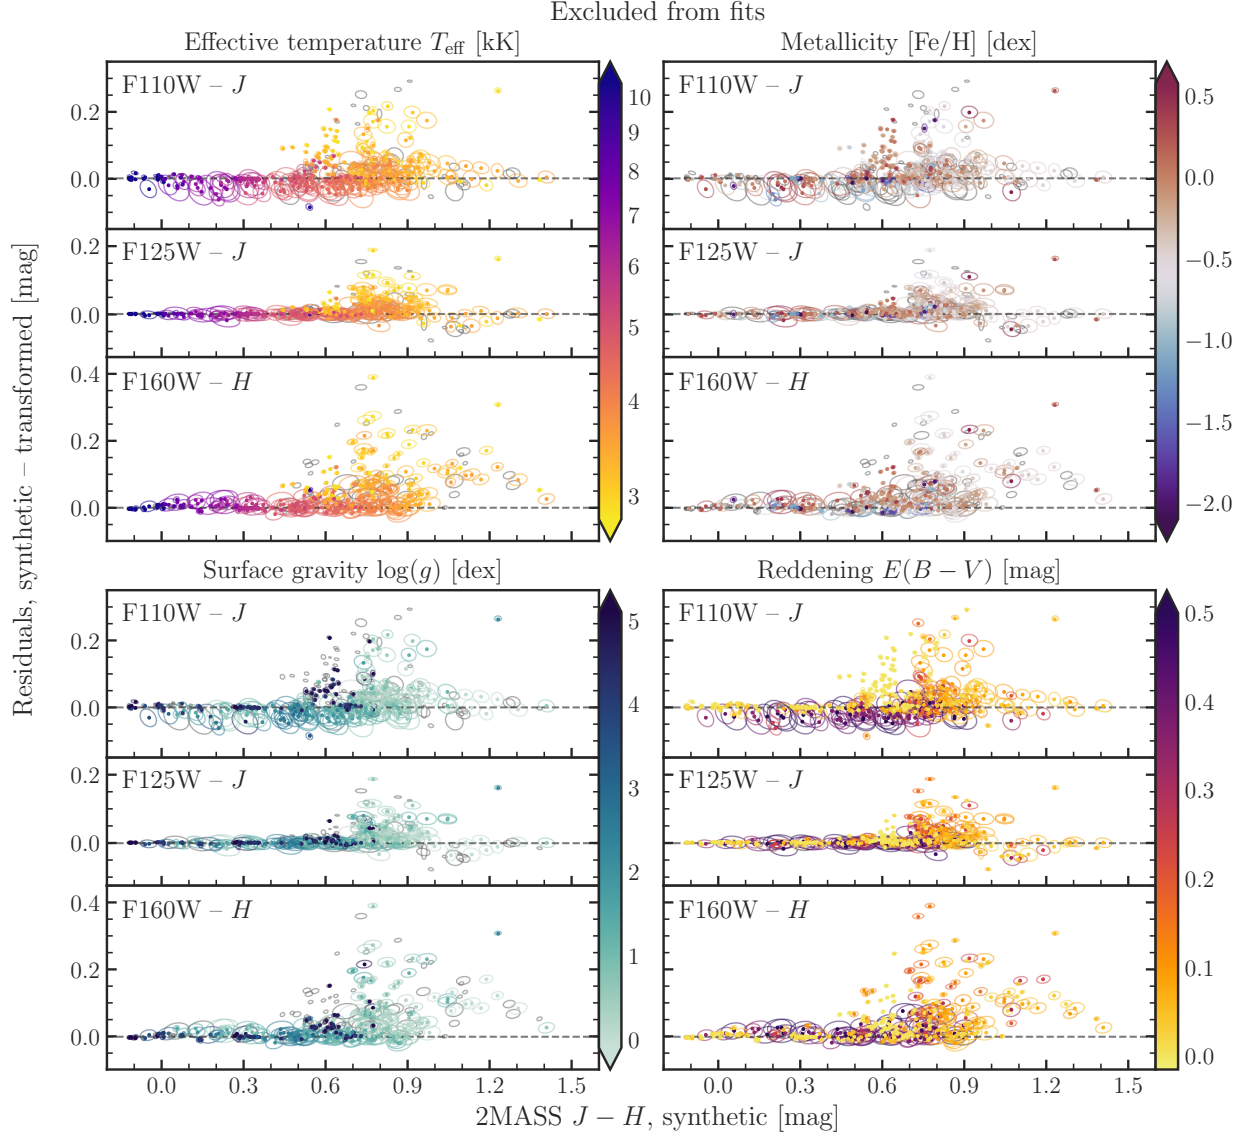 Excluded from fits
Effective temperature T_eff [kK]
Metallicity [Fe/H] [dex]
F110W – J
F125W – J
F160W – H
0.2
0.0
0.2
0.0
0.4
0.2
0.0
10
9
8
7
6
5
4
3
F110W – J
F125W – J
F160W – H
0.5
0.0
−0.5
−1.0
−1.5
−2.0
Residuals, synthetic – transformed [mag]
Surface gravity log(g) [dex]
Reddening E(B − V) [mag]
F110W – J
F125W – J
F160W – H
0.2
0.0
0.2
0.0
0.4
0.2
0.0
5
4
3
2
1
0
F110W – J
F125W – J
F160W – H
0.5
0.4
0.3
0.2
0.1
0.0
0.0 0.3 0.6 0.9 1.2 1.5
0.0 0.3 0.6 0.9 1.2 1.5
2MASS J − H, synthetic [mag]